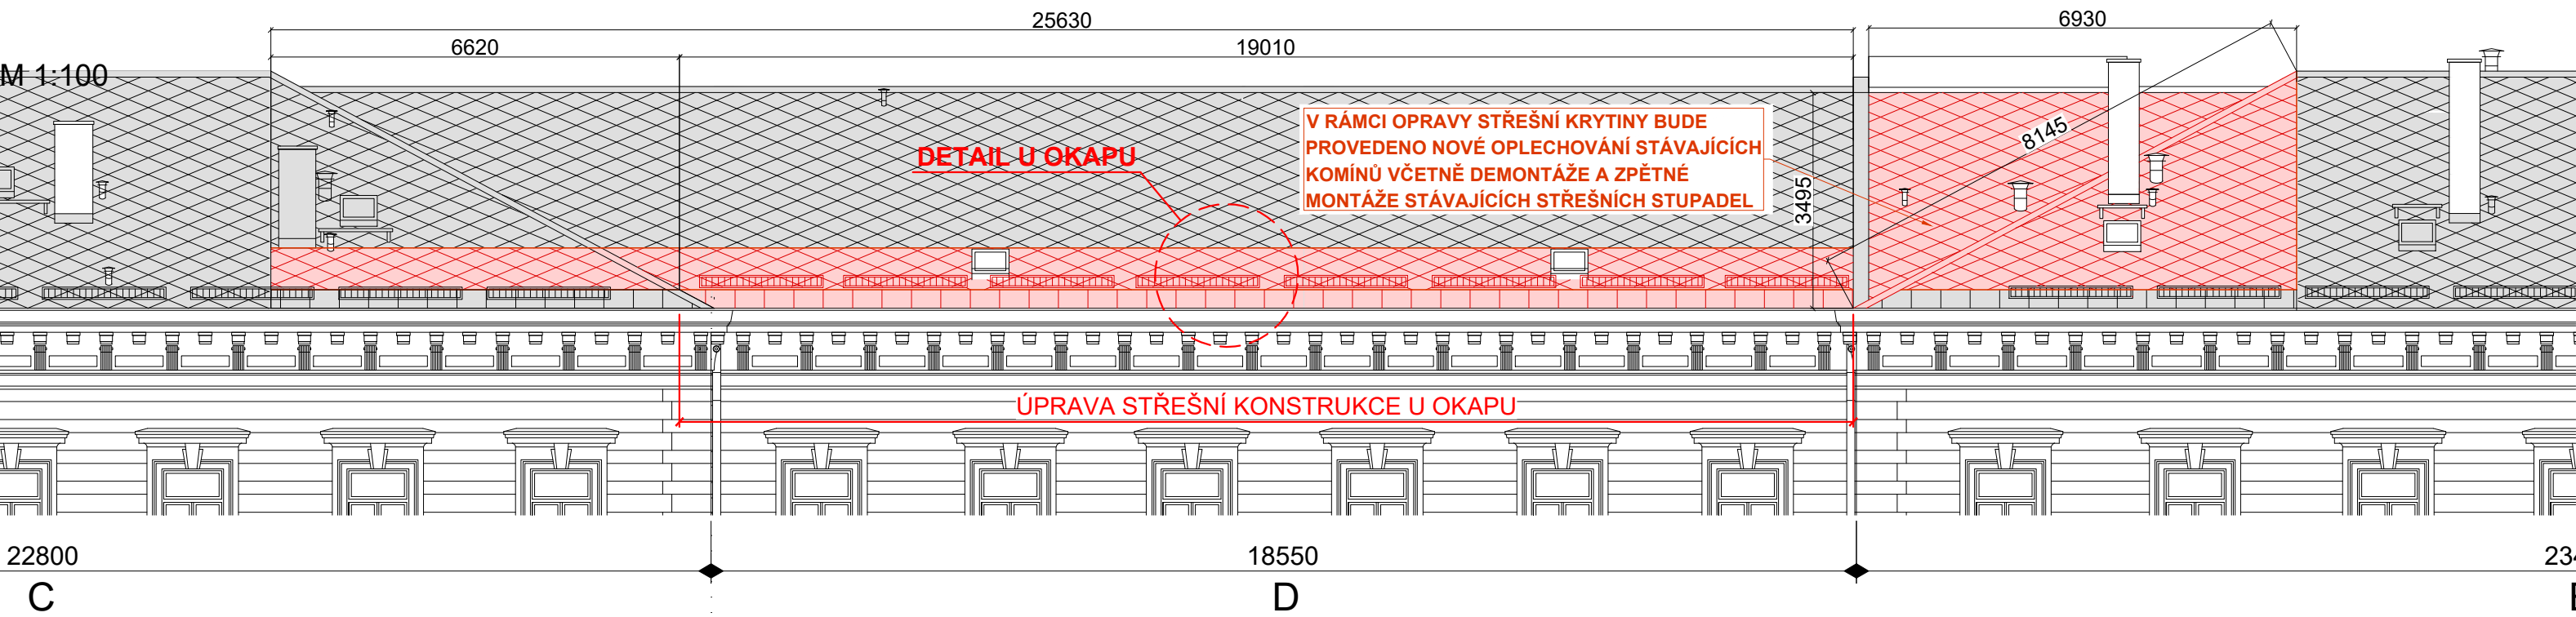 25630
6930
6620
19010
M 1:100
V RÁMCI OPRAVY STŘEŠNÍ KRYTINY BUDE
PROVEDENO NOVÉ OPLECHOVÁNÍ STÁVAJÍCÍCH
KOMÍNŮ VČETNĚ DEMONTÁŽE A ZPĚTNÉ
MONTÁŽE STÁVAJÍCÍCH STŘEŠNÍCH STUPADEL
DETAIL U OKAPU
8145
3495
ÚPRAVA STŘEŠNÍ KONSTRUKCE U OKAPU
22800
18550
234
C
D